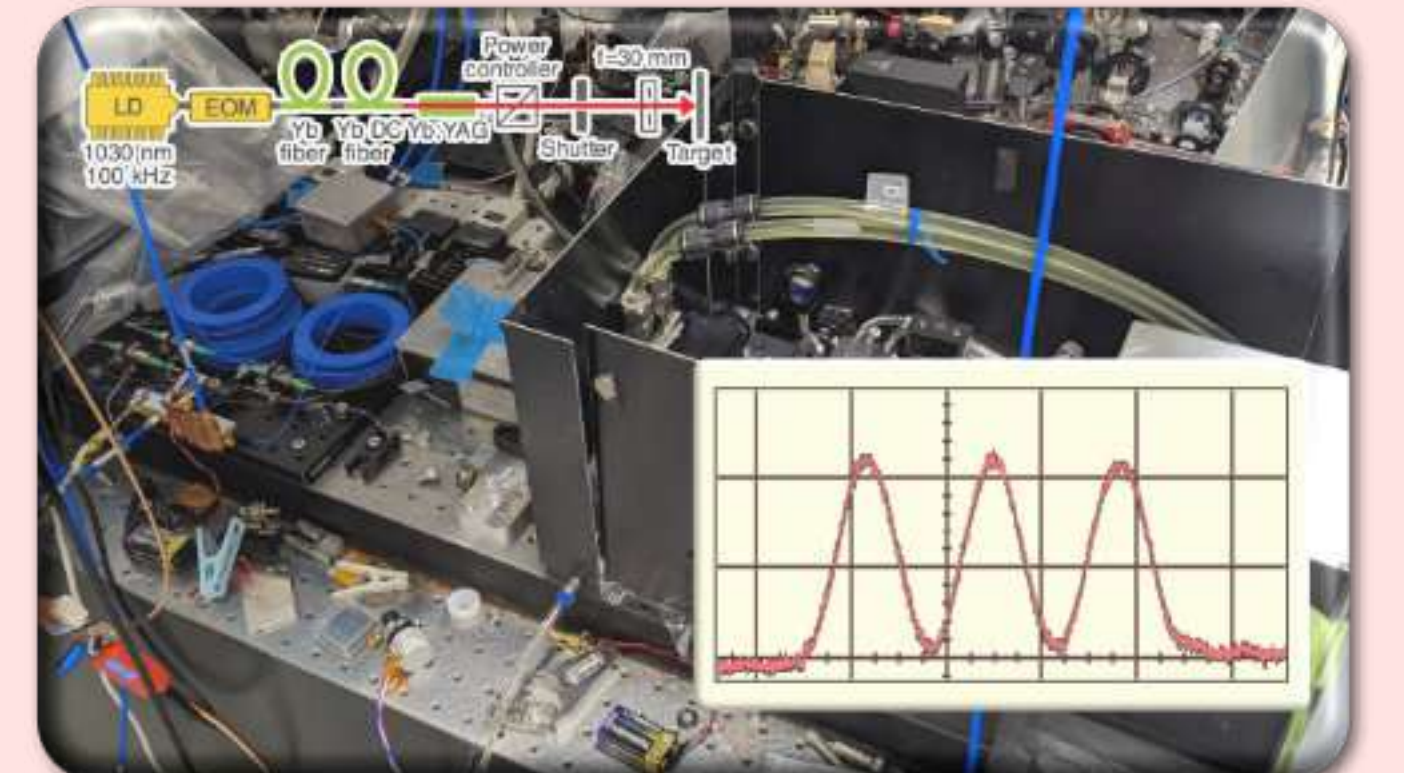 LD
EOM
1030 nm
100 kHz
Yb
fiber
Yb DC
fiber
Yb:YAG
Power
controller
Shutter
f=30 mm
Target